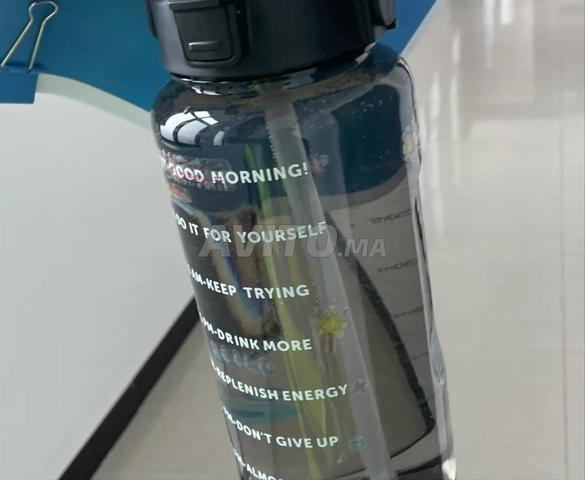 GOOD MORNING!
DO IT FOR YOURSELF
AM-KEEP TRYING
PM-DRINK MORE
-REPLENISH ENERGY
PM-DON'T GIVE UP
-ALMO
AVITO.MA